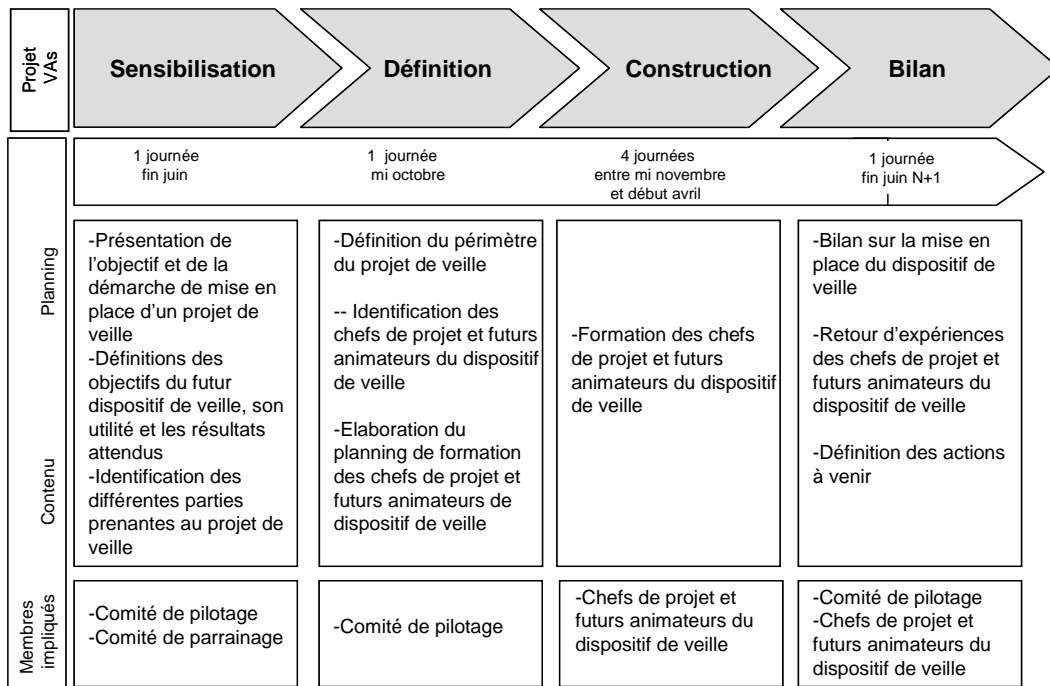 Projet
VAs
Sensibilisation
Définition
Construction
Bilan
1 journée
fin juin
1 journée
mi octobre
4 journées
entre mi novembre
et début avril
1 journée
fin juin N+1
Planning
Contenu
-Présentation de
l'objectif et de la
démarche de mise en
place d'un projet de
veille
-Définitions des
objectifs du futur
dispositif de veille, son
utilité et les résultats
attendus
-Identification des
différentes parties
prenantes au projet de
veille
-Définition du périmètre
du projet de veille
-- Identification des
chefs de projet et futurs
animateurs du dispositif
de veille
-Elaboration du
planning de formation
des chefs de projet et
futurs animateurs de
dispositif de veille
-Formation des chefs
de projet et futurs
animateurs du dispositif
de veille
-Bilan sur la mise en
place du dispositif de
veille
-Retour d'expériences
des chefs de projet et
futurs animateurs du
dispositif de veille
-Définition des actions
à venir
Membres
impliqués
-Comité de pilotage
-Comité de parrainage
-Comité de pilotage
-Chefs de projet et
futurs animateurs du
dispositif de veille
-Comité de pilotage
-Chefs de projet et
futurs animateurs du
dispositif de veille